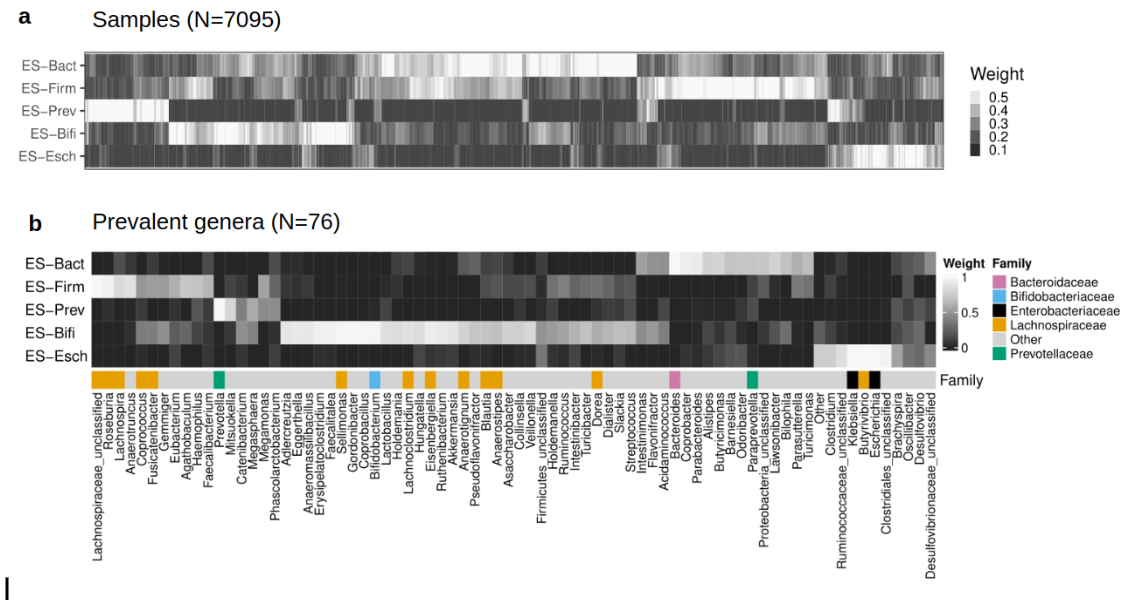 a Samples (N=7095)
ES-Bact
ES-Firm
ES-Prev
ES-Bifi
ES-Esch
Weight
0.5
0.4
0.3
0.2
0.1
b Prevalent genera (N=76)
ES-Bact
ES-Firm
ES-Prev
ES-Bifi
ES-Esch
Weight
1
0.5
0
Family
Bacteroidaceae
Bifidobacteriaceae
Enterobacteriaceae
Lachnospiraceae
Other
Prevotellaceae
Family
Lachnospiraceae_unclassified
Roseburia
Lachnospira
Anaerotruncus
Coprococcus
Fusicatenibacter
Gemmiger
Eubacterium
Agathobaculum
Haemophilus
Faecalibacterium
Prevotella
Mitsuokella
Catenibacterium
Megasphaera
Megamonas
Phascolarctobacterium
Adlercreutzia
Eggerthella
Anaeromassilibacillus
Erysipelatoclostridium
Faecalitalea
Sellimonas
Gordonibacter
Coprobacillus
Bifidobacterium
Lactobacillus
Holdemania
Lachnoclostridium
Hungatella
Eisenbergiella
Ruthenibacterium
Akkermansia
Anaerotignum
Pseudoflavonifractor
Blautia
Anaerostipes
Asaccharobacter
Collinsella
Veillonella
Firmicutes_unclassified
Holdemanella
Ruminococcus
Intestinibacter
Turicibacter
Dorea
Dialister
Slackia
Streptococcus
Intestinimonas
Flavonifractor
Acidaminococcus
Bacteroides
Coprobacter
Parabacteroides
Alistipes
Butyricimonas
Barnesiella
Odoribacter
Paraprevotella
Proteobacteria_unclassified
Lawsonibacter
Bilophila
Parasutterella
Turicimonas
Other
Clostridium
Ruminococcaceae_unclassified
Klebsiella
Butyrivibrio
Escherichia
Clostridiales_unclassified
Brachyspira
Oscillibacter
Desulfovibrio
Desulfovibrionaceae_unclassified